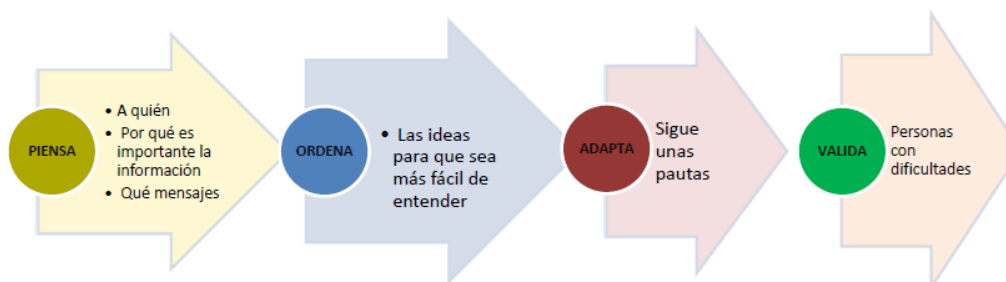 PIENSA
• A quién
• Por qué es
importante la
información
• Qué mensajes
ORDENA
• Las ideas
para que sea
más fácil de
entender
ADAPTA
Sigue
unas
pautas
VALIDA
Personas
con
dificultades